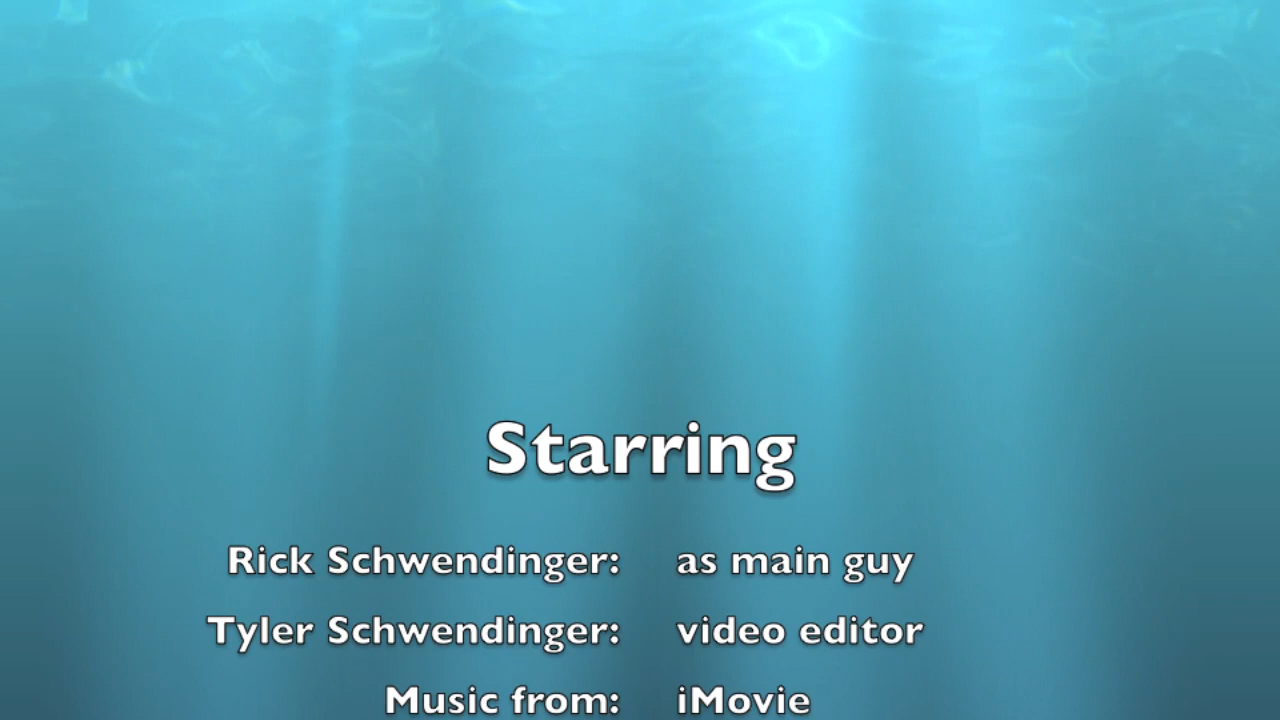 Starring
Rick Schwendinger: as main guy
Tyler Schwendinger: video editor
Music from: iMovie